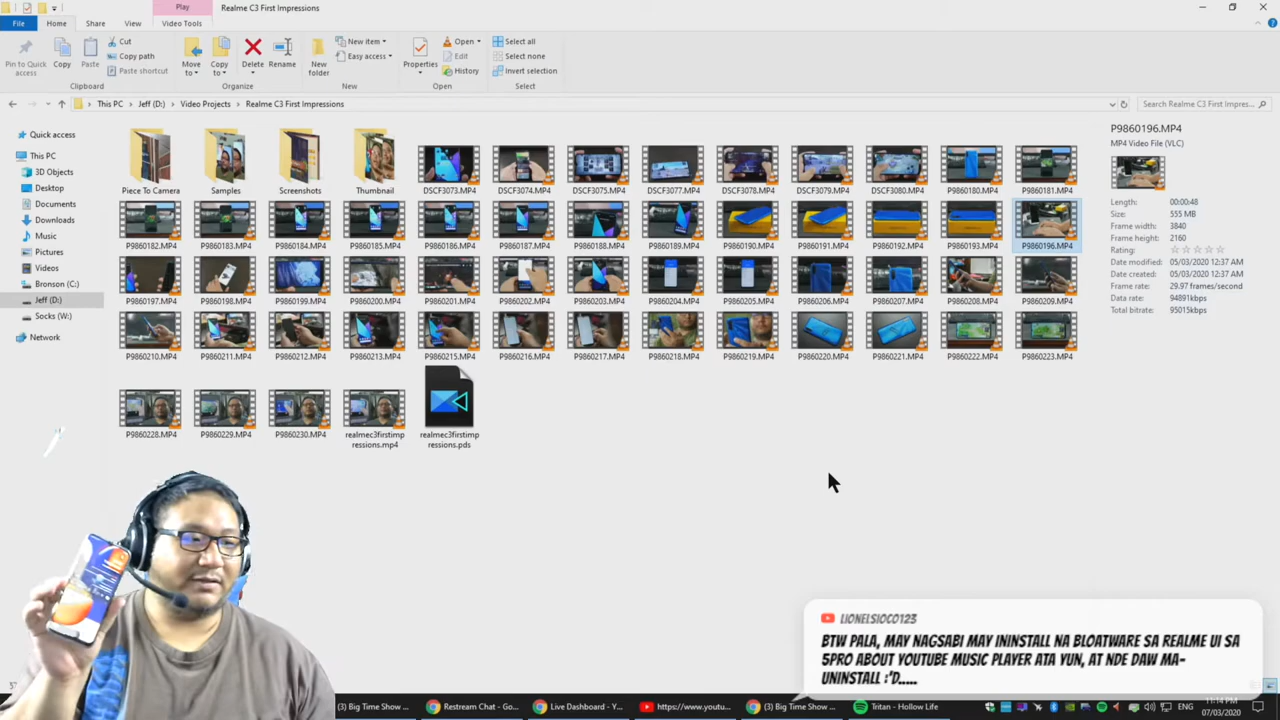 Play
Realme C3 First Impressions
File
Home
Share
View
Video Tools
Pin to Quick access
Copy
Paste
Cut
Copy path
Paste shortcut
Clipboard
Move to
Copy to
Delete
Rename
Organize
New folder
New item
Easy access
New
Properties
Open
Edit
History
Open
Select all
Select none
Invert selection
Select
This PC
Jeff (D:)
Video Projects
Realme C3 First Impressions
Search Realme C3 First Impres...
Quick access
This PC
3D Objects
Desktop
Documents
Downloads
Music
Pictures
Videos
Bronson (C:)
Jeff (D:)
Socks (W:)
Network
Piece To Camera
Samples
Screenshots
Thumbnail
DSCF3073.MP4
DSCF3074.MP4
DSCF3075.MP4
DSCF3077.MP4
DSCF3078.MP4
DSCF3079.MP4
DSCF3080.MP4
P9860180.MP4
P9860181.MP4
P9860182.MP4
P9860183.MP4
P9860184.MP4
P9860185.MP4
P9860186.MP4
P9860187.MP4
P9860188.MP4
P9860189.MP4
P9860190.MP4
P9860191.MP4
P9860192.MP4
P9860193.MP4
P9860196.MP4
P9860197.MP4
P9860198.MP4
P9860199.MP4
P9860200.MP4
P9860201.MP4
P9860202.MP4
P9860203.MP4
P9860204.MP4
P9860205.MP4
P9860206.MP4
P9860207.MP4
P9860208.MP4
P9860209.MP4
P9860210.MP4
P9860211.MP4
P9860212.MP4
P9860213.MP4
P9860215.MP4
P9860216.MP4
P9860217.MP4
P9860218.MP4
P9860219.MP4
P9860220.MP4
P9860221.MP4
P9860222.MP4
P9860223.MP4
P9860228.MP4
P9860229.MP4
P9860230.MP4
realmec3firstimp
ressions.mp4
realmec3firstimp
ressions.pds
P9860196.MP4
MP4 Video File (VLC)
Length: 00:00:48
Size: 555 MB
Frame width: 3840
Frame height: 2160
Rating:
Date modified: 05/03/2020 12:37 AM
Date created: 05/03/2020 12:37 AM
Frame rate: 29.97 frames/second
Data rate: 94891kbps
Total bitrate: 95015kbps
LIONELSIOCO123
BTW PALA, MAY NAGSABI MAY ININSTALL NA BLOATWARE SA REALME UI SA
5PRO ABOUT YOUTUBE MUSIC PLAYER ATA YUN, AT NDE DAW MA-
UNINSTALL :'D.....
(3) Big Time Show ...
Restream Chat - Go...
Live Dashboard - Y...
https://www.youtu...
(3) Big Time Show ...
Tritan - Hollow Life
ENG
11:14 PM
07/03/2020